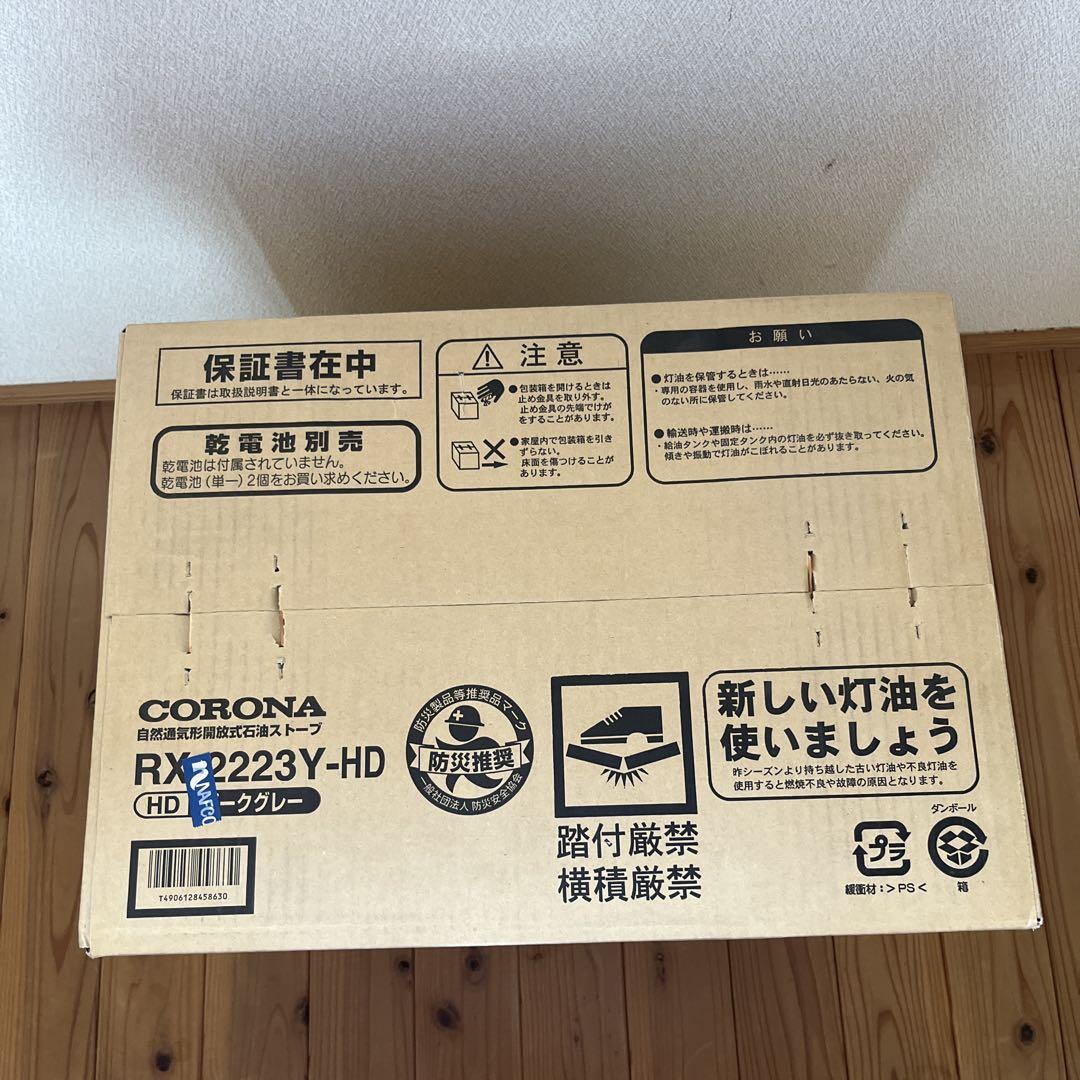 保証書在中
保証書は取扱説明書と一体になっています。
乾電池別売
乾電池は付属されていません。
乾電池(単一)2個をお買い求めください。
注意
●包装箱を開けるときは
止め金具を取り外す。
止め金具の先端でけが
をすることがあります。
●家屋内で包装箱を引き
ずらない。
床面を傷つけることが
あります。
お願い
●灯油を保管するときは……
・専用の容器を使用し、雨水や直射日光のあたらない、火の気
のない所に保管してください。
●輸送時や運搬時は……
・給油タンクや固定タンク内の灯油を必ず抜き取ってください。
傾きや振動で灯油がこぼれることがあります。
CORONA
自然通気形開放式石油ストーブ
RX-2223Y-HD
HD ークグレー
MAFCO
T4906128458630
防災製品等推奨品マーク
防災推奨
一般社団法人 防災安全協会
踏付厳禁
横積厳禁
新しい灯油を
使いましょう
昨シーズンより持ち越した古い灯油や不良灯油を
使用すると燃焼不良や故障の原因となります。
プラ
緩衝材:>PS<
ダンボール
箱